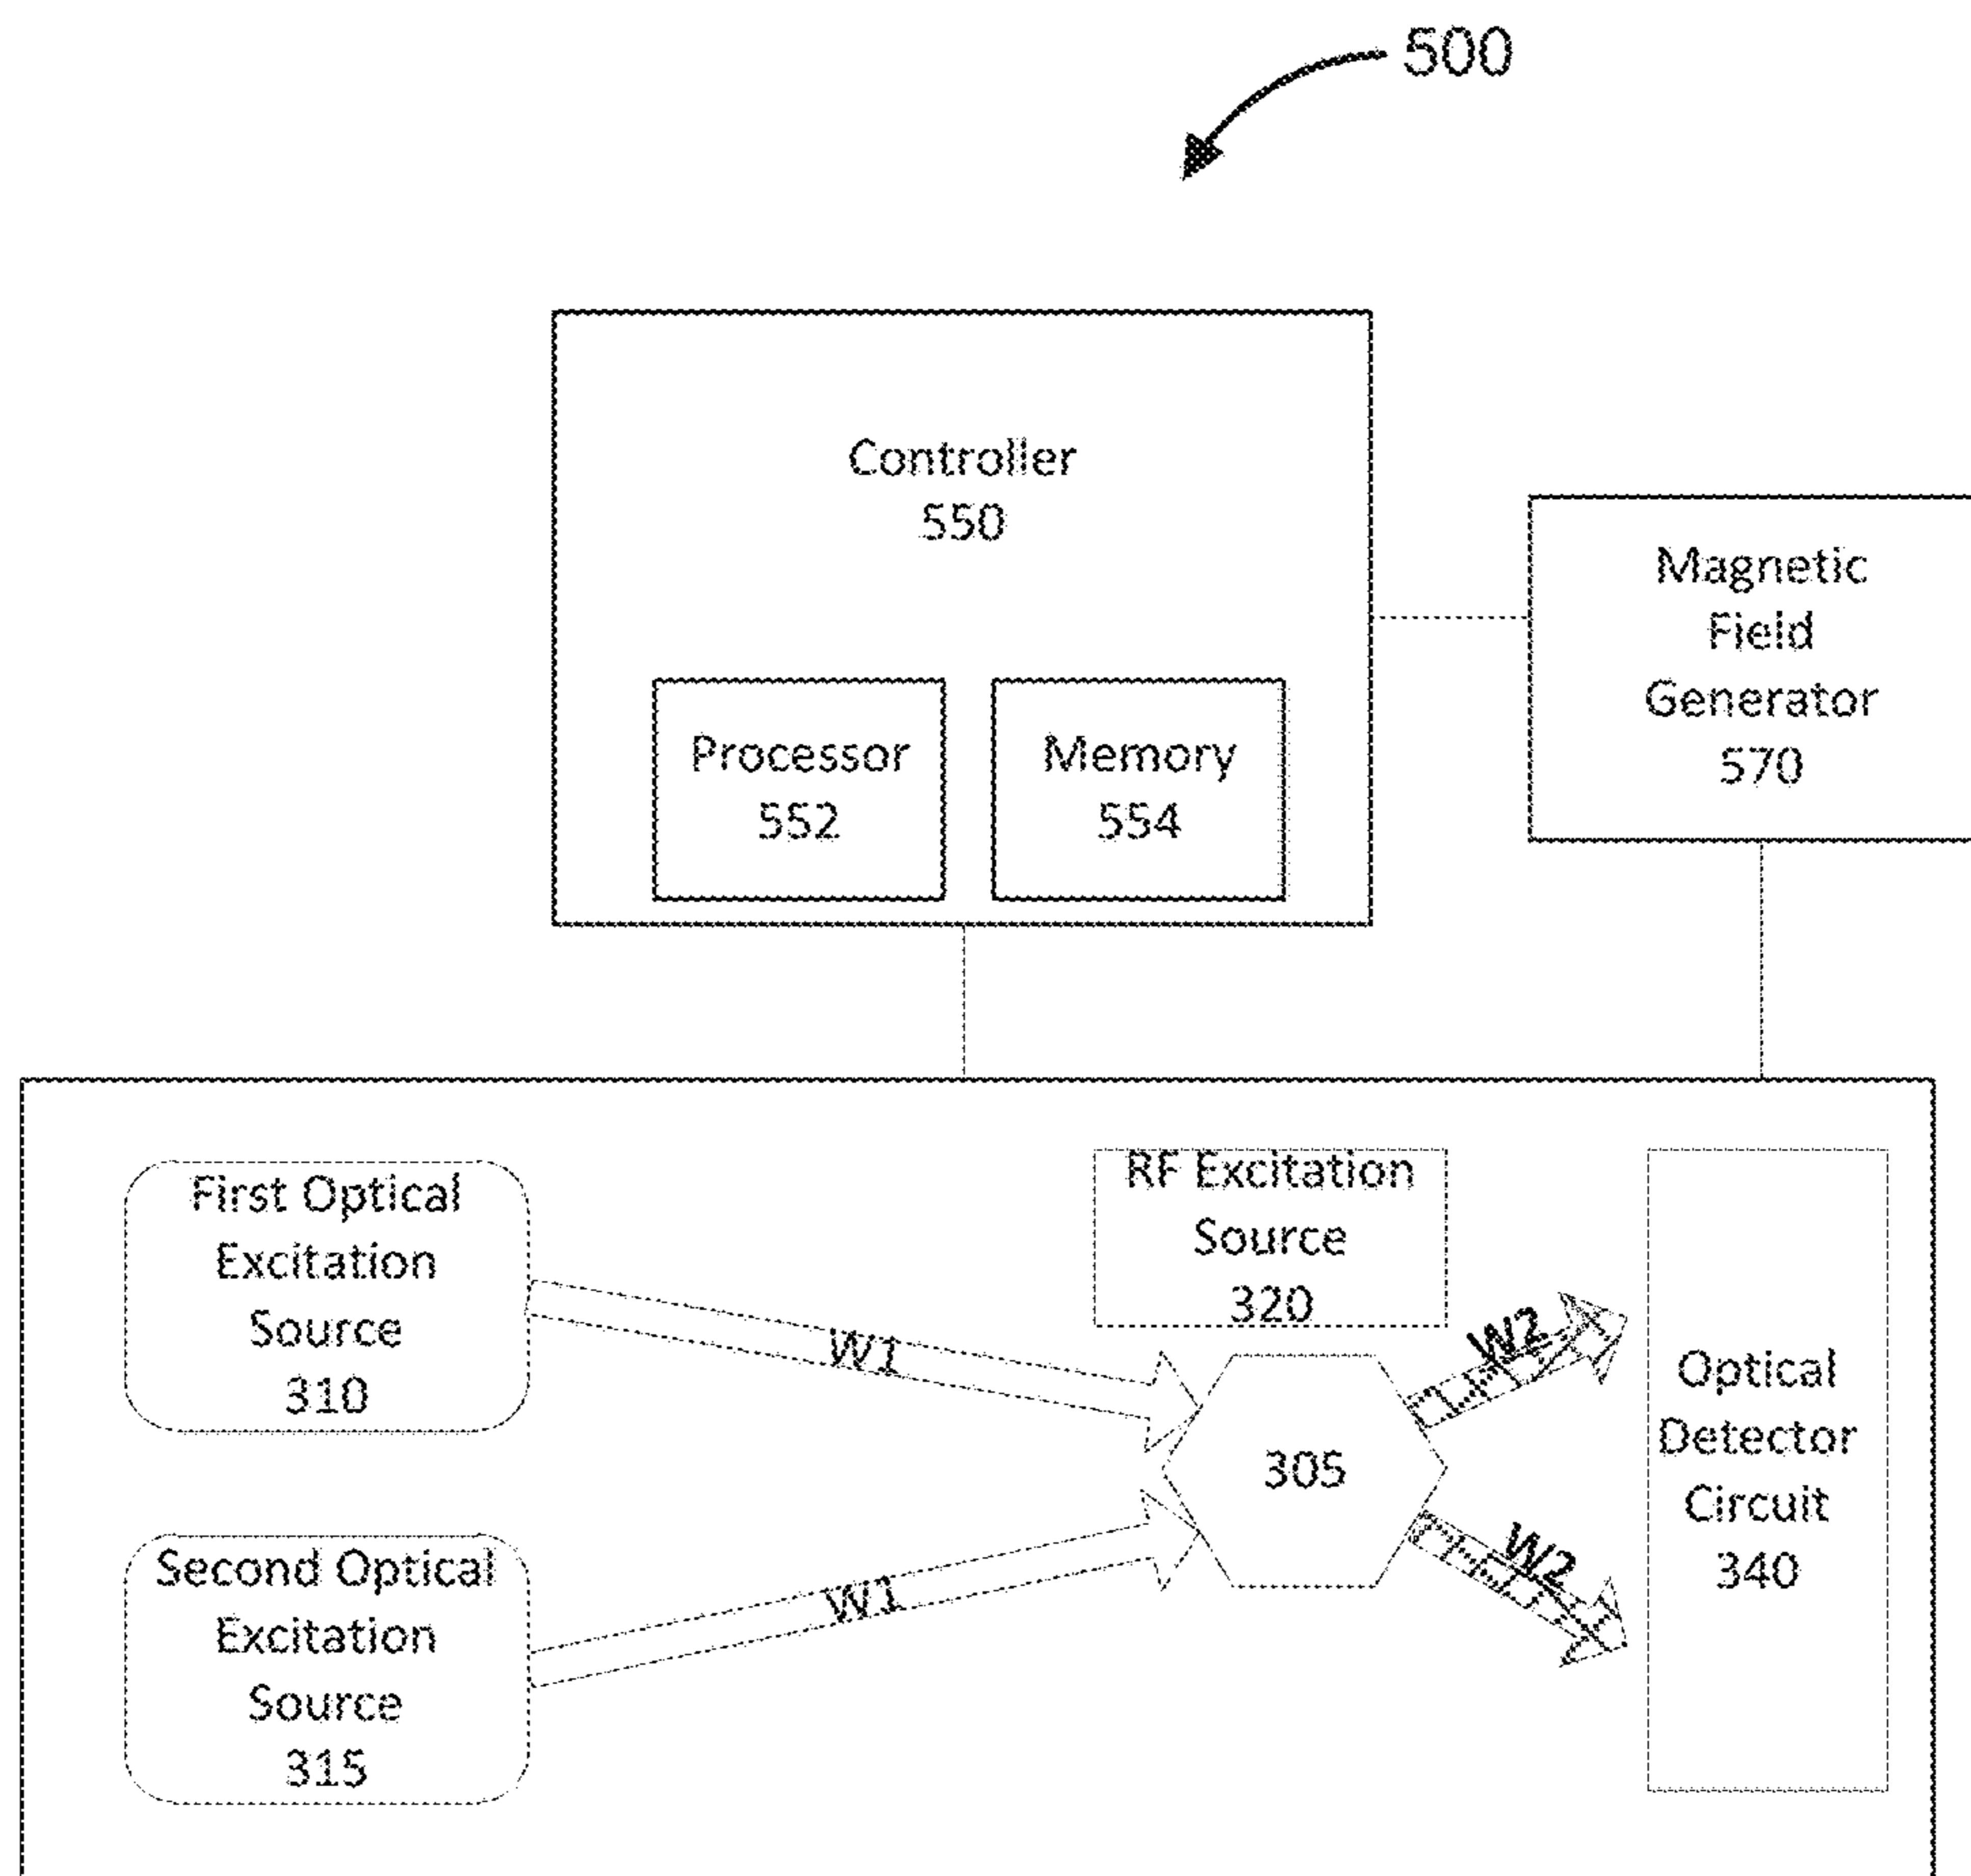 500
Controller
550
Magnetic
Field
Generator
570
Processor
552
Memory
554
First Optical
Excitation
Source
310
RF Excitation
Source
320
W1
W2
305
Optical
Detector
Circuit
340
Second Optical
Excitation
Source
315
W1
W2